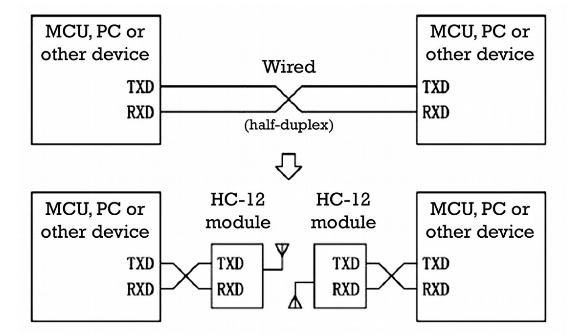 MCU, PC or
other device
TXD
RXD
Wired
(half-duplex)
MCU, PC or
other device
TXD
RXD
MCU, PC or
other device
TXD
RXD
HC-12
module
TXD
RXD
HC-12
module
TXD
RXD
MCU, PC or
other device
TXD
RXD